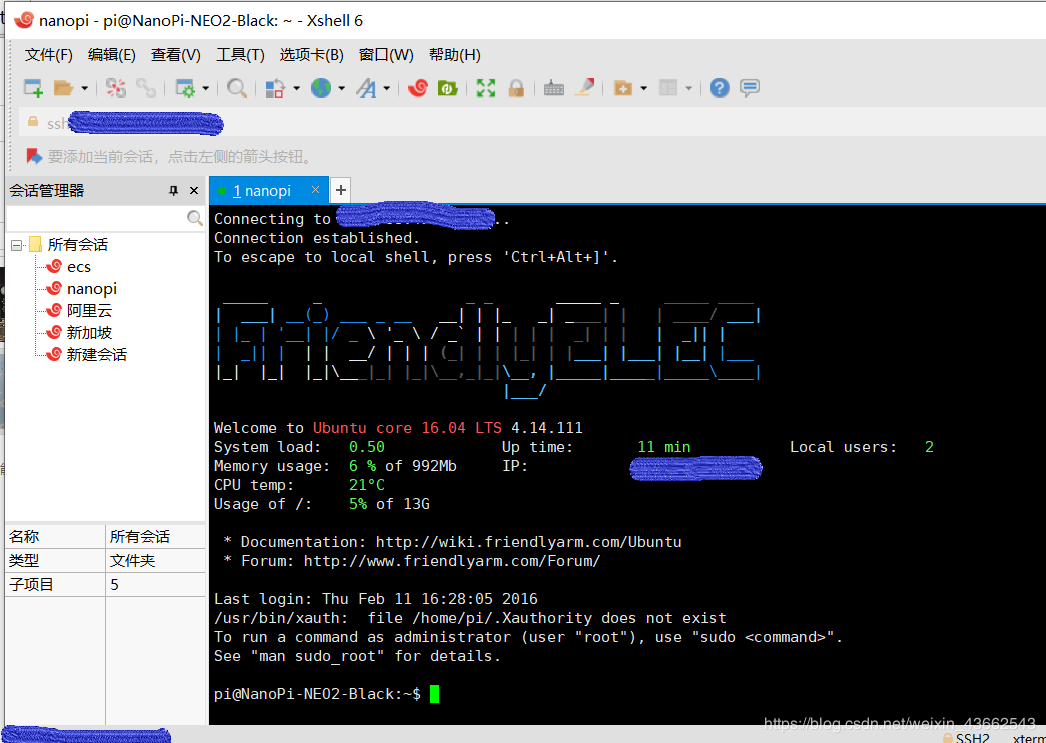 nanopi - pi@NanoPi-NEO2-Black: ~ - Xshell 6
文件(F) 编辑(E) 查看(V) 工具(T) 选项卡(B) 窗口(W) 帮助(H)
ssh
要添加当前会话，点击左侧的箭头按钮。
会话管理器
1 nanopi
所有会话
ecs
nanopi
阿里云
新加坡
新建会话
名称 所有会话
类型 文件夹
子项目 5
Connecting to ..
Connection established.
To escape to local shell, press 'Ctrl+Alt+]'.
FriendlyELEC
Welcome to Ubuntu core 16.04 LTS 4.14.111
System load: 0.50 Up time: 11 min Local users: 2
Memory usage: 6 % of 992Mb IP:
CPU temp: 21°C
Usage of /: 5% of 13G
* Documentation: http://wiki.friendlyarm.com/Ubuntu
* Forum: http://www.friendlyarm.com/Forum/
Last login: Thu Feb 11 16:28:05 2016
/usr/bin/xauth: file /home/pi/.Xauthority does not exist
To run a command as administrator (user "root"), use "sudo <command>".
See "man sudo_root" for details.
pi@NanoPi-NEO2-Black:~$
https://blog.csdn.net/weixin_43662543
SSH2 xterm